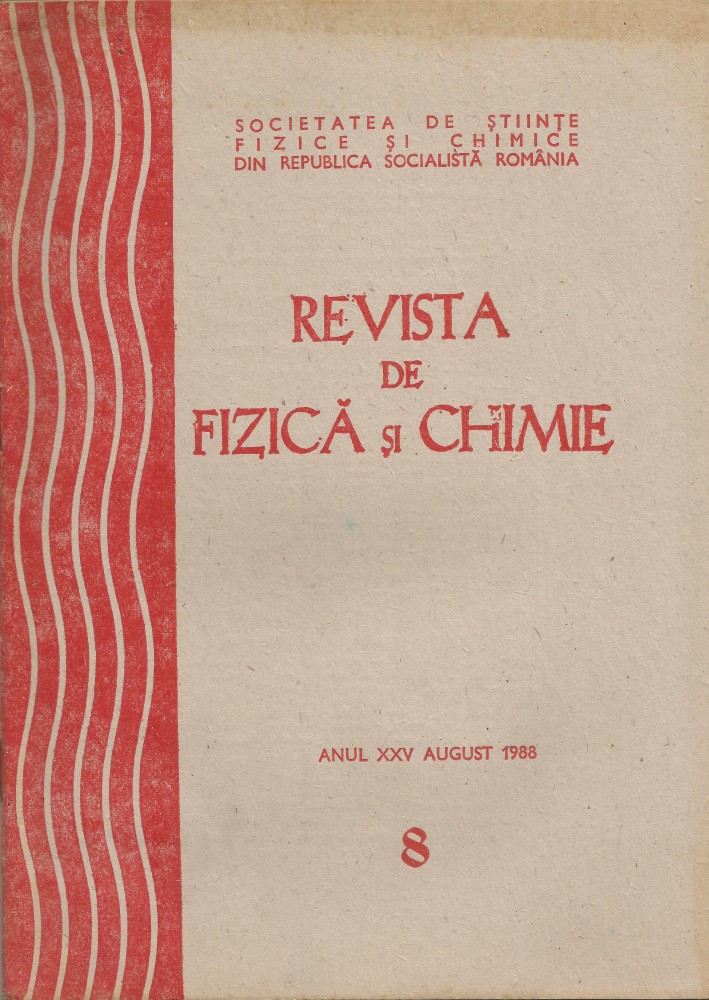 SOCIETATEA DE ȘTIINȚE
FIZICE ȘI CHIMICE
DIN REPUBLICA SOCIALISTĂ ROMÂNIA
REVISTA
DE
FIZICĂ ȘI CHIMIE
ANUL XXV AUGUST 1988
8